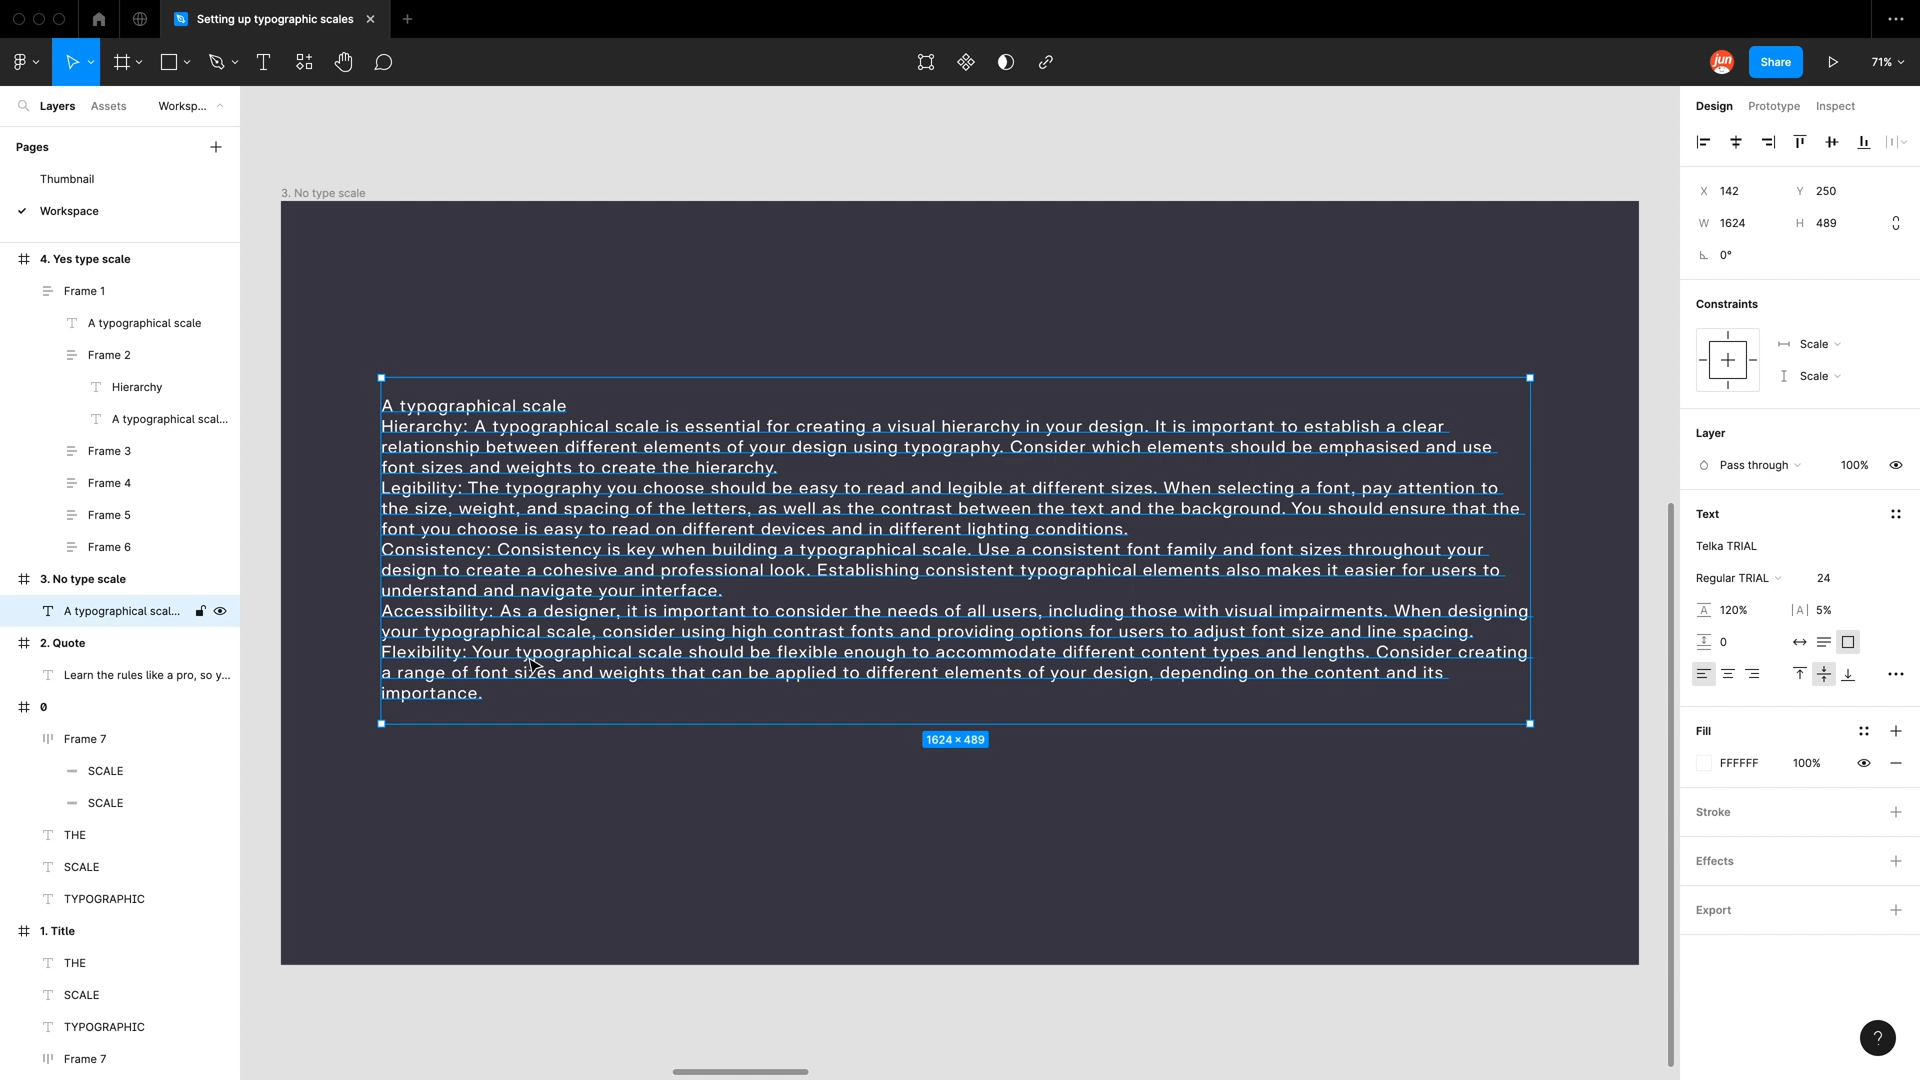 Setting up typographic scales
jun
Share
71%
Layers
Assets
Worksp...
Pages
Thumbnail
Workspace
4. Yes type scale
Frame 1
A typographical scale
Frame 2
Hierarchy
A typographical scal...
Frame 3
Frame 4
Frame 5
Frame 6
3. No type scale
A typographical scal...
2. Quote
Learn the rules like a pro, so y...
0
Frame 7
SCALE
SCALE
THE
SCALE
TYPOGRAPHIC
1. Title
THE
SCALE
TYPOGRAPHIC
Frame 7
3. No type scale
A typographical scale
Hierarchy: A typographical scale is essential for creating a visual hierarchy in your design. It is important to establish a clear
relationship between different elements of your design using typography. Consider which elements should be emphasised and use
font sizes and weights to create the hierarchy.
Legibility: The typography you choose should be easy to read and legible at different sizes. When selecting a font, pay attention to
the size, weight, and spacing of the letters, as well as the contrast between the text and the background. You should ensure that the
font you choose is easy to read on different devices and in different lighting conditions.
Consistency: Consistency is key when building a typographical scale. Use a consistent font family and font sizes throughout your
design to create a cohesive and professional look. Establishing consistent typographical elements also makes it easier for users to
understand and navigate your interface.
Accessibility: As a designer, it is important to consider the needs of all users, including those with visual impairments. When designing
your typographical scale, consider using high contrast fonts and providing options for users to adjust font size and line spacing.
Flexibility: Your typographical scale should be flexible enough to accommodate different content types and lengths. Consider creating
a range of font sizes and weights that can be applied to different elements of your design, depending on the content and its
importance.
1624 × 489
Design
Prototype
Inspect
X 142
Y 250
W 1624
H 489
0°
Constraints
Scale
Scale
Layer
Pass through
100%
Text
Telka TRIAL
Regular TRIAL
24
120%
|A| 5%
0
Fill
FFFFFF
100%
Stroke
Effects
Export
?